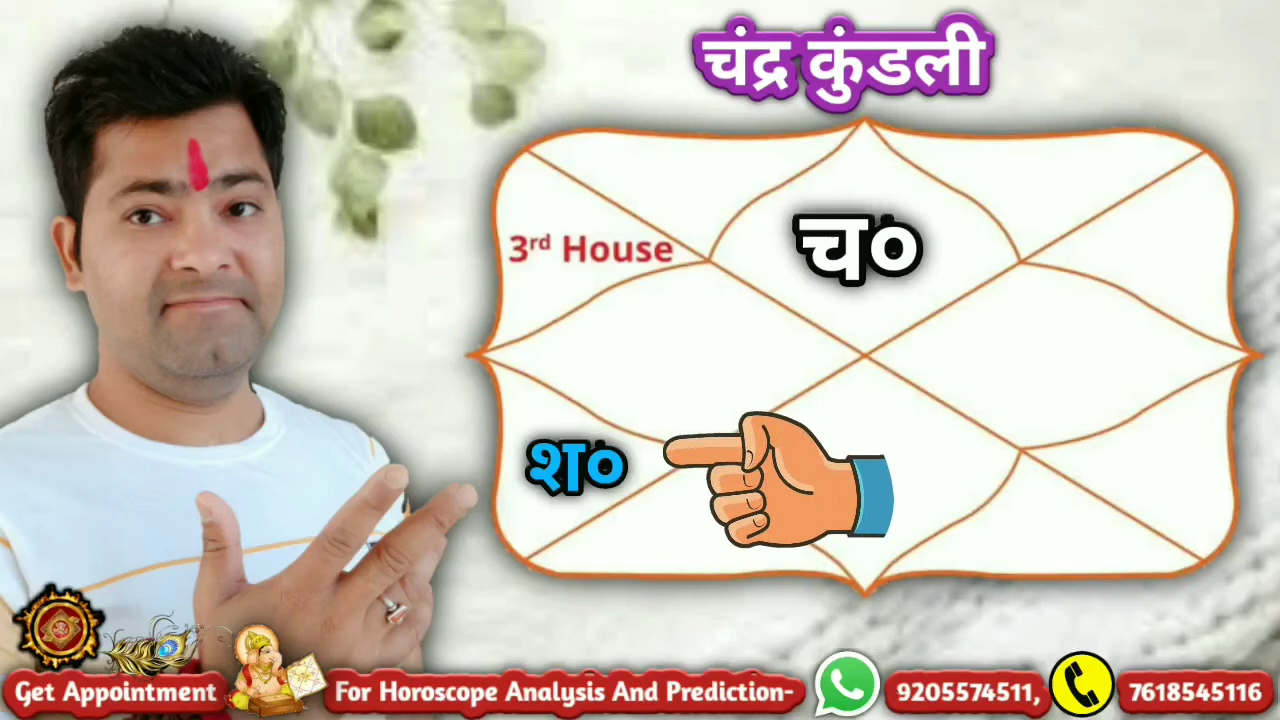 चंद्र कुंडली
3rd House
च०
श०
Get Appointment
For Horoscope Analysis And Prediction-
9205574511,
7618545116